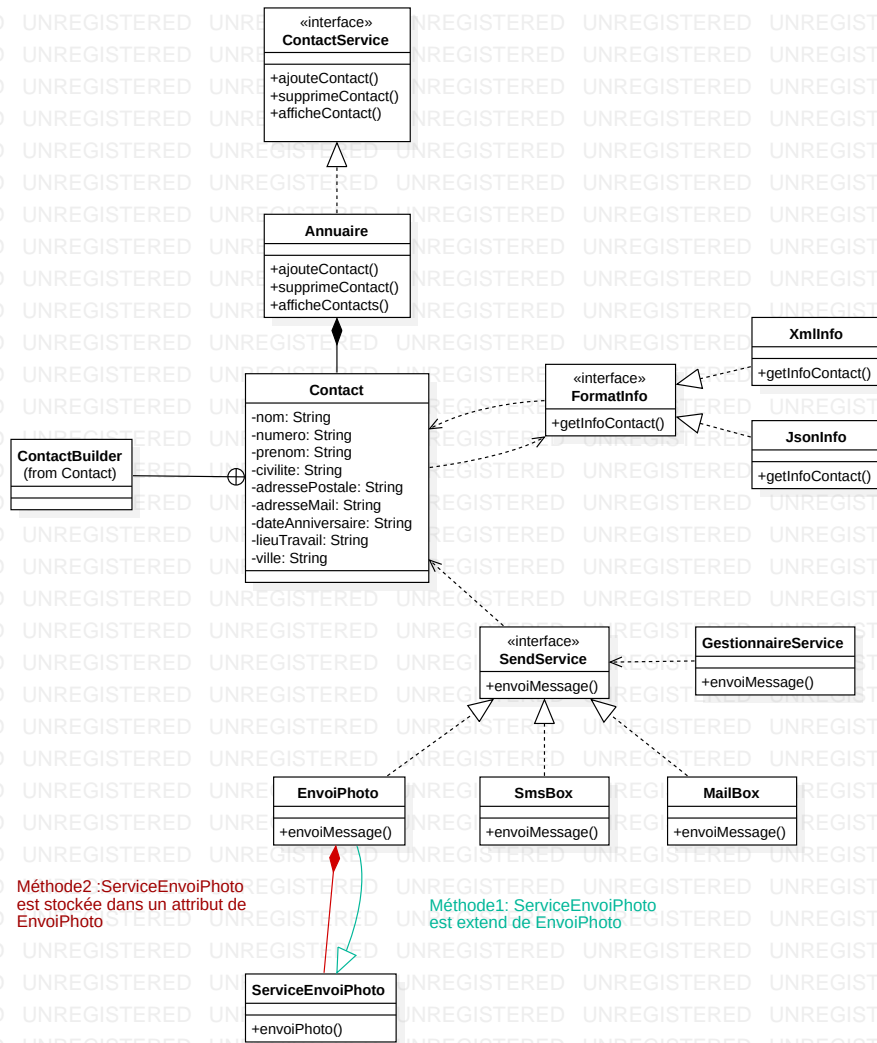 «interface»
ContactService
+ajouteContact()
+supprimeContact()
+afficheContact()
Annuaire
+ajouteContact()
+supprimeContact()
+afficheContacts()
Contact
-nom: String
-numero: String
-prenom: String
-civilite: String
-adressePostale: String
-adresseMail: String
-dateAnniversaire: String
-lieuTravail: String
-ville: String
ContactBuilder
(from Contact)
«interface»
FormatInfo
+getInfoContact()
XmlInfo
+getInfoContact()
JsonInfo
+getInfoContact()
«interface»
SendService
+envoiMessage()
GestionnaireService
+envoiMessage()
EnvoiPhoto
+envoiMessage()
SmsBox
+envoiMessage()
MailBox
+envoiMessage()
Méthode2 :ServiceEnvoiPhoto
est stockée dans un attribut de
EnvoiPhoto
Méthode1: ServiceEnvoiPhoto
est extend de EnvoiPhoto
ServiceEnvoiPhoto
+envoiPhoto()
UNREGISTERED